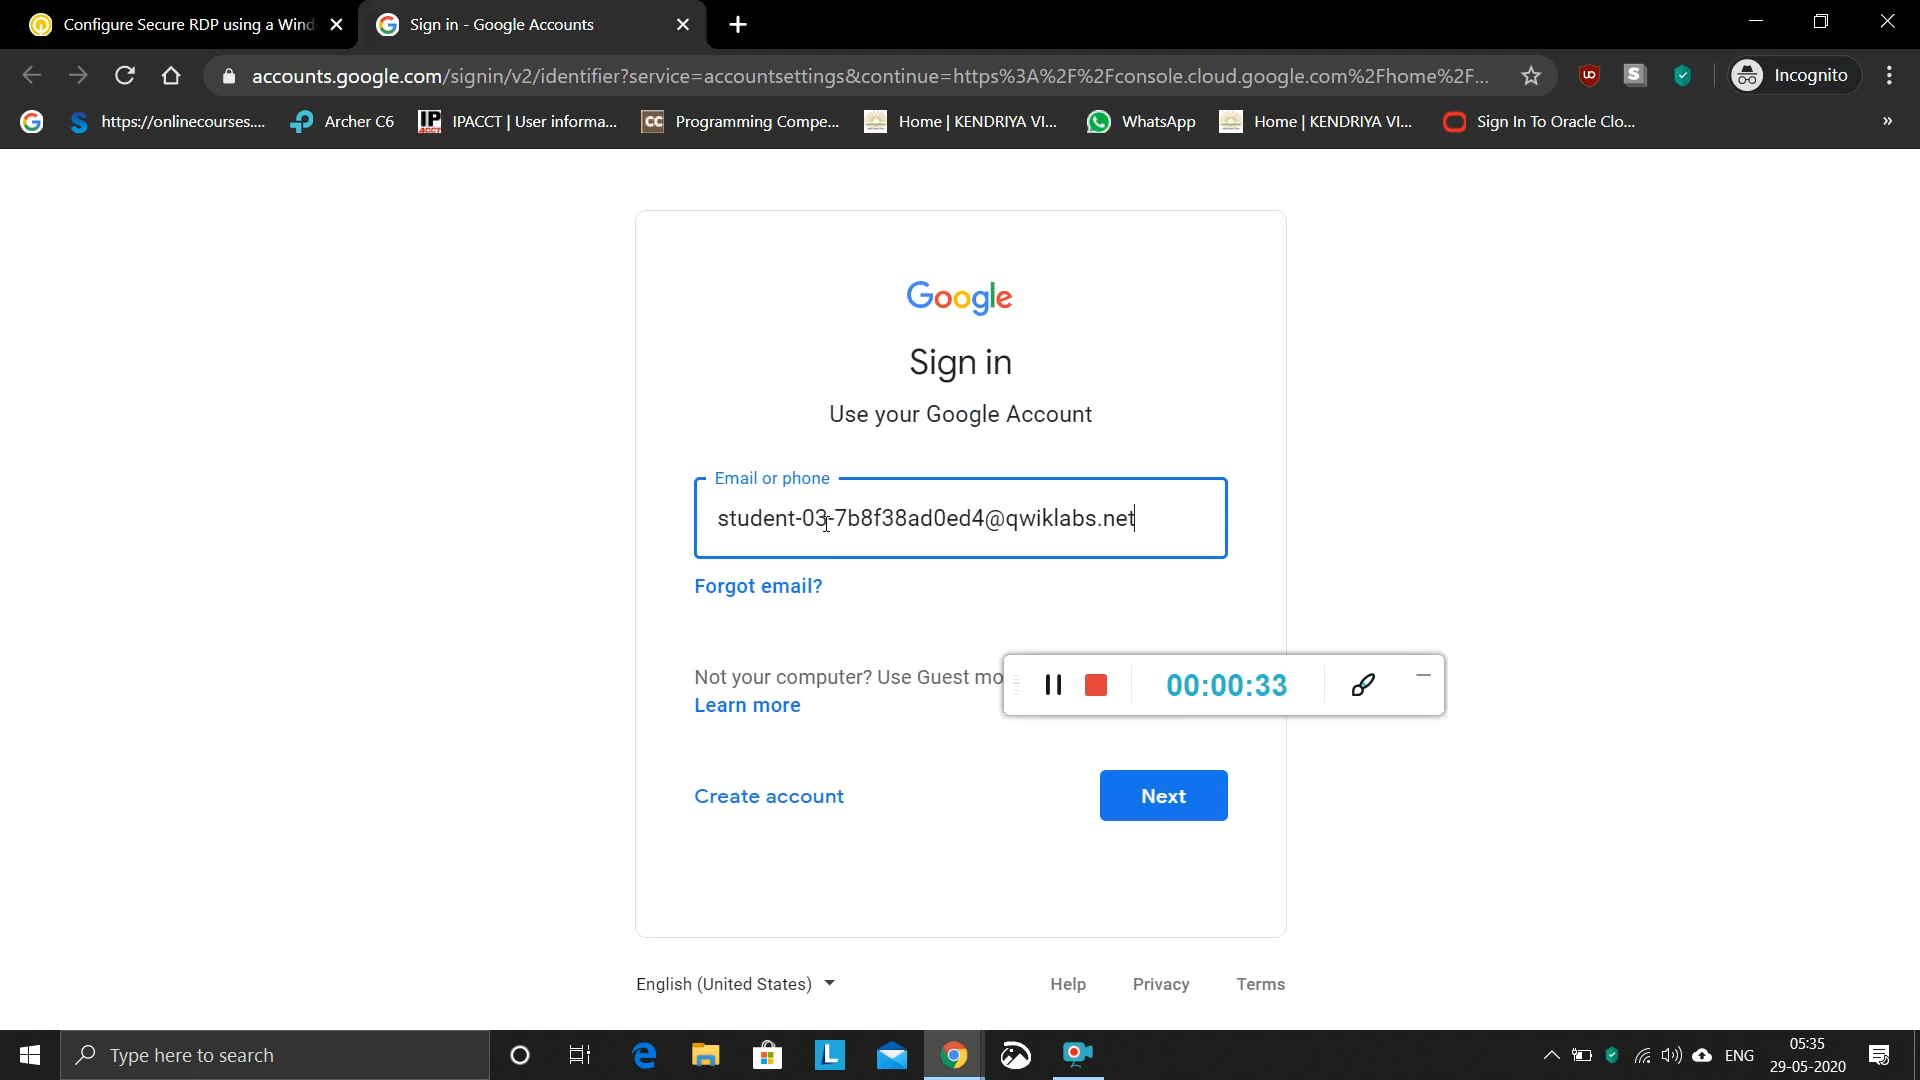 Configure Secure RDP using a Wind
Sign in - Google Accounts
accounts.google.com/signin/v2/identifier?service=accountsettings&continue=https%3A%2F%2Fconsole.cloud.google.com%2Fhome%2F...
Incognito
https://onlinecourses....
Archer C6
IPACCT | User informa...
Programming Compe...
Home | KENDRIYA VI...
WhatsApp
Home | KENDRIYA VI...
Sign In To Oracle Clo...
»
Google
Sign in
Use your Google Account
Email or phone
student-03-7b8f38ad0ed4@qwiklabs.net
Forgot email?
Not your computer? Use Guest mo
00:00:33
Learn more
Create account
Next
English (United States)
Help
Privacy
Terms
Type here to search
ENG
05:35
29-05-2020